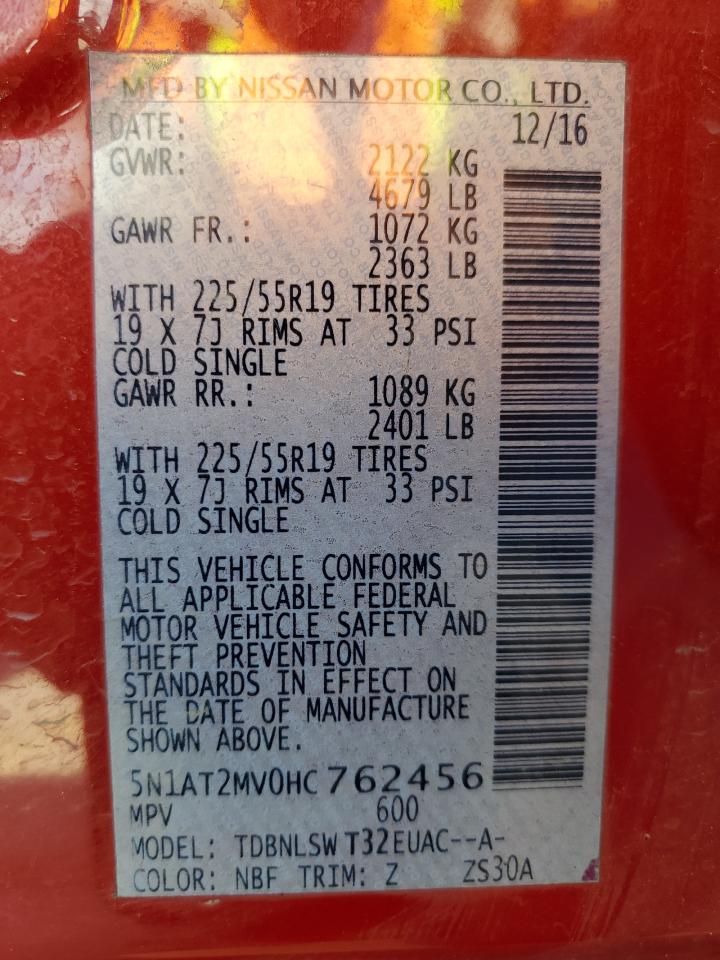 MFD BY NISSAN MOTOR CO., LTD.
DATE: 12/16
GVWR: 2122 KG
4679 LB
GAWR FR.: 1072 KG
2363 LB
WITH 225/55R19 TIRES
19 X 7J RIMS AT 33 PSI
COLD SINGLE
GAWR RR.: 1089 KG
2401 LB
WITH 225/55R19 TIRES
19 X 7J RIMS AT 33 PSI
COLD SINGLE
THIS VEHICLE CONFORMS TO
ALL APPLICABLE FEDERAL
MOTOR VEHICLE SAFETY AND
THEFT PREVENTION
STANDARDS IN EFFECT ON
THE DATE OF MANUFACTURE
SHOWN ABOVE.
5N1AT2MV0HC762456
MPV 600
MODEL: TDBNLSW T32EUAC--A-
COLOR: NBF TRIM: Z ZS30A